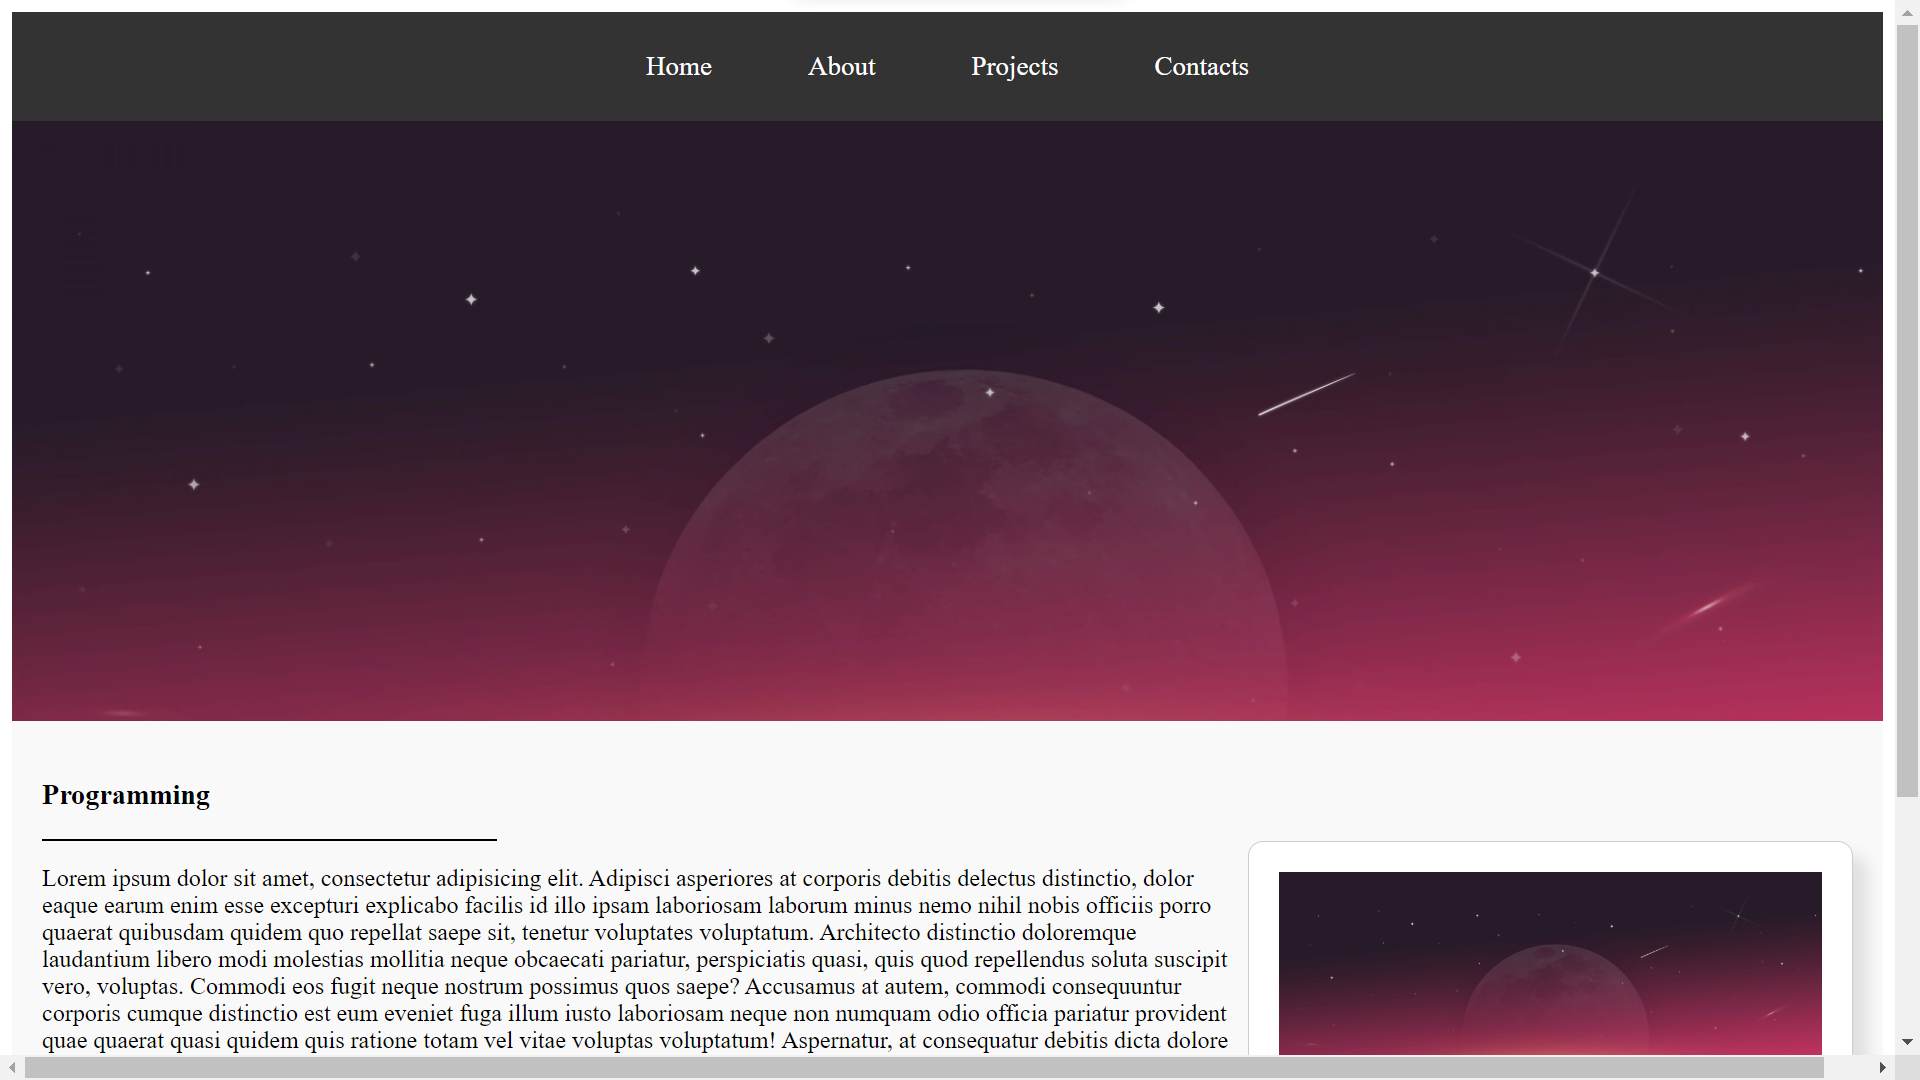 Home About Projects Contacts
Programming
Lorem ipsum dolor sit amet, consectetur adipisicing elit. Adipisci asperiores at corporis debitis delectus distinctio, dolor
eaque earum enim esse excepturi explicabo facilis id illo ipsam laboriosam laborum minus nemo nihil nobis officiis porro
quaerat quibusdam quidem quo repellat saepe sit, tenetur voluptates voluptatum. Architecto distinctio doloremque
laudantium libero modi molestias mollitia neque obcaecati pariatur, perspiciatis quasi, quis quod repellendus soluta suscipit
vero, voluptas. Commodi eos fugit neque nostrum possimus quos saepe? Accusamus at autem, commodi consequuntur
corporis cumque distinctio est eum eveniet fuga illum iusto laboriosam neque non numquam odio officia pariatur provident
quae quaerat quasi quidem quis ratione totam vel vitae voluptas voluptatum! Aspernatur, at consequatur debitis dicta dolore